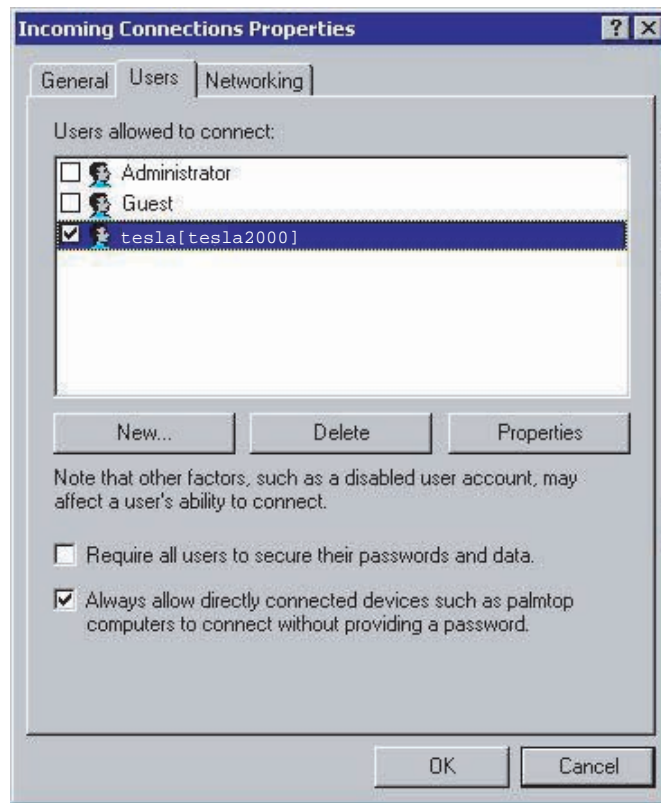 Incoming Connections Properties
General Users Networking
Users allowed to connect:
Administrator
Guest
tesla[tesla2000]
New... Delete Properties
Note that other factors, such as a disabled user account, may
affect a user's ability to connect.
Require all users to secure their passwords and data.
Always allow directly connected devices such as palmtop
computers to connect without providing a password.
OK Cancel